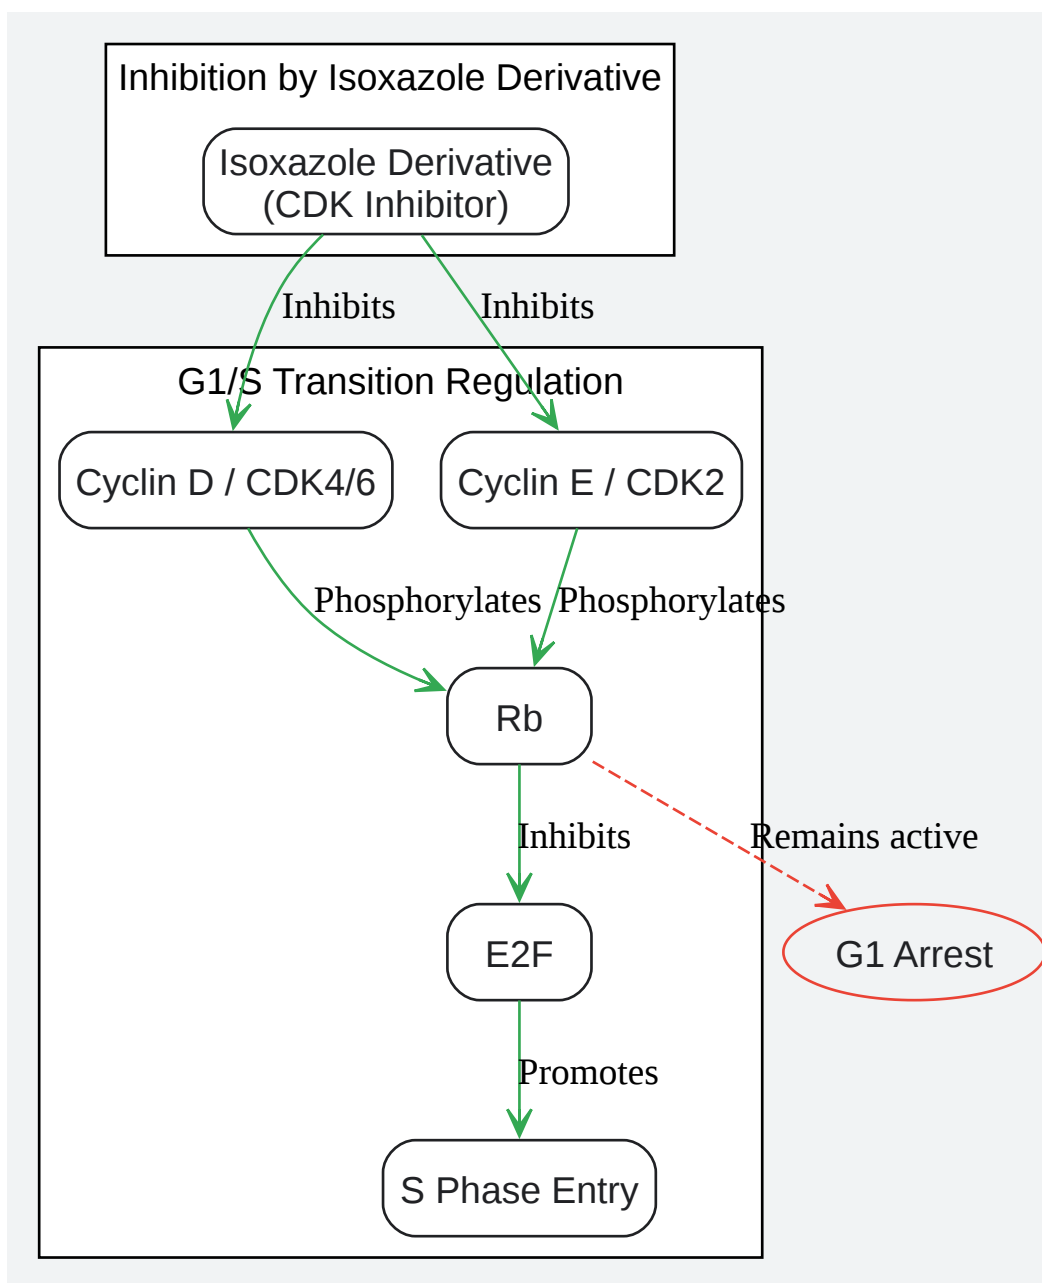 Inhibition by Isoxazole Derivative
Isoxazole Derivative
(CDK Inhibitor)
Inhibits
Inhibits
G1/S Transition Regulation
Cyclin D / CDK4/6
Cyclin E / CDK2
Phosphorylates
Phosphorylates
Rb
Inhibits
Remains active
E2F
G1 Arrest
Promotes
S Phase Entry